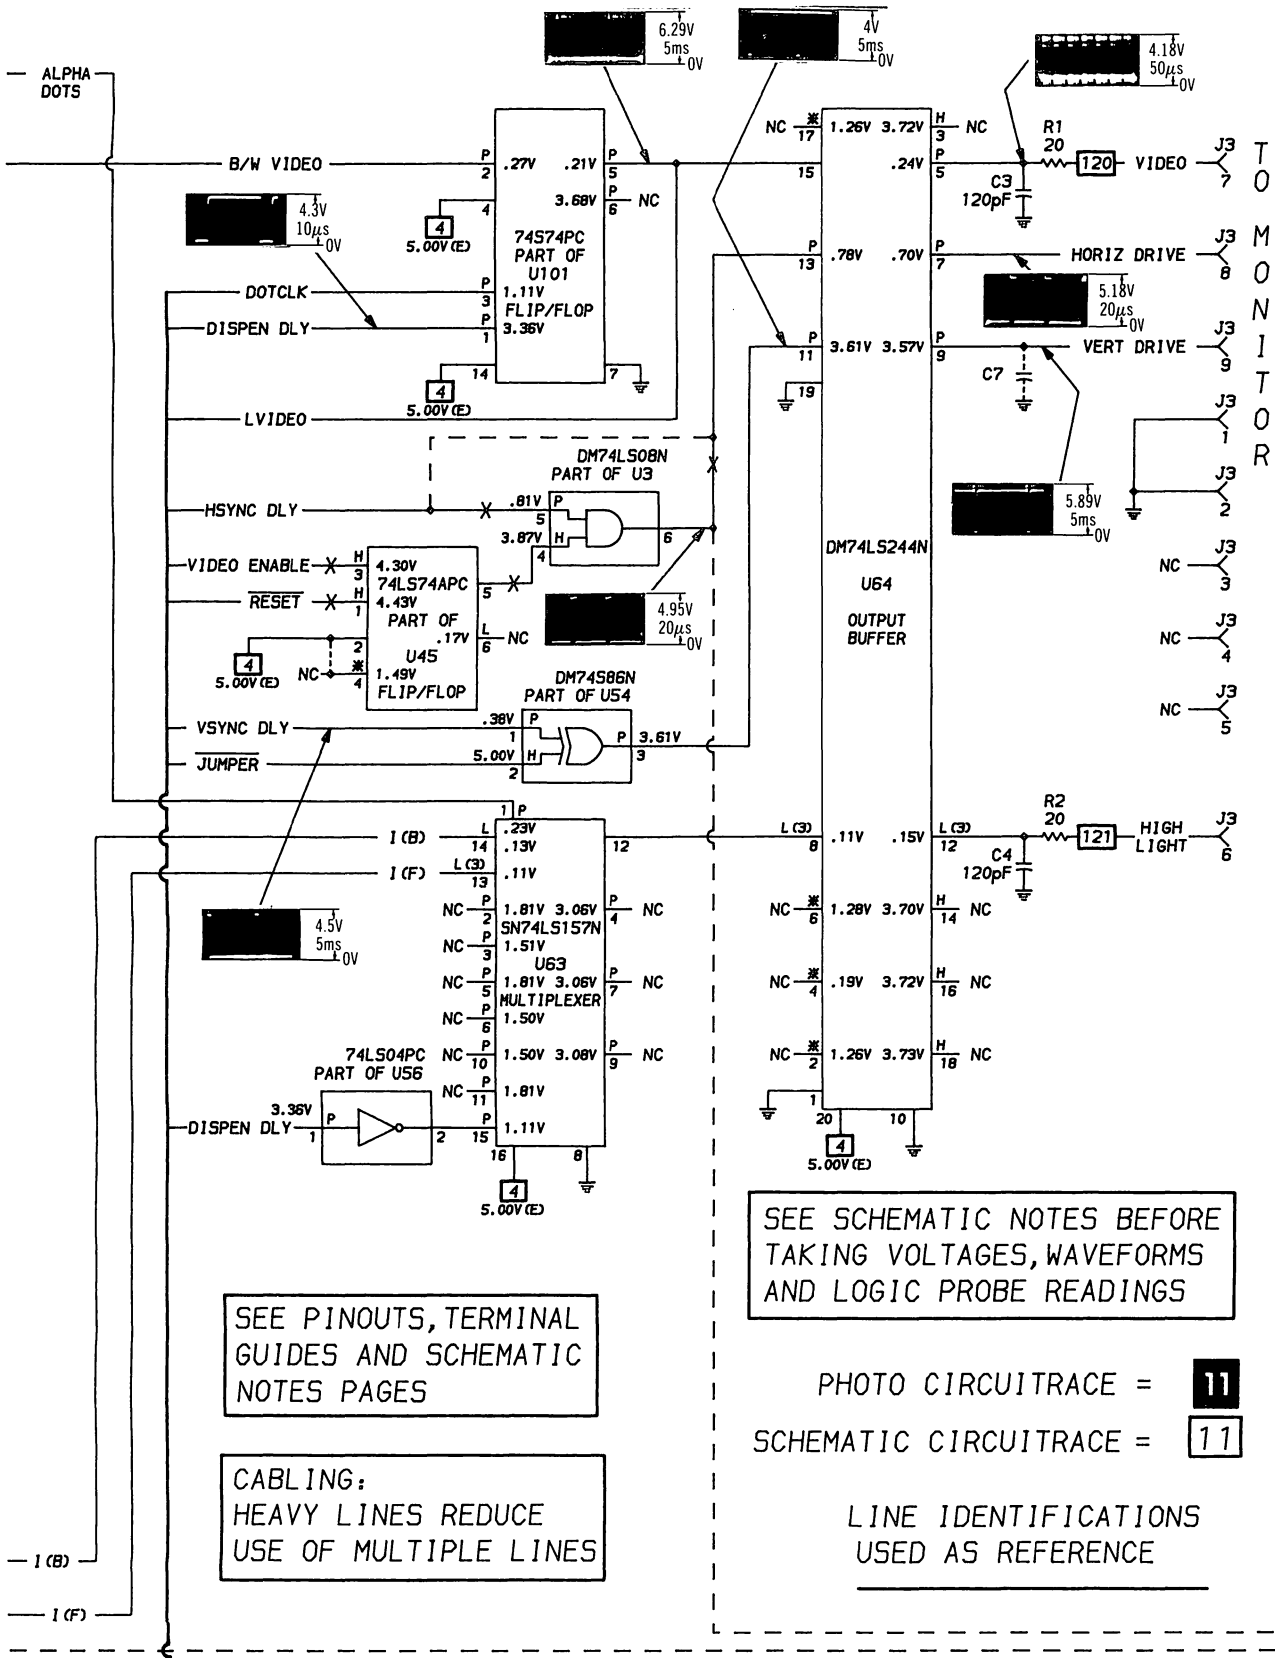 ALPHA
DOTS
6.29V
5ms
0V
4V
5ms
0V
4.18V
50µs
0V
B/W VIDEO
P
2
.27V
.21V
P
5
3.68V
P
6
NC
4
4
5.00V(E)
74S74PC
PART OF
U101
FLIP/FLOP
4.3V
10µs
0V
DOTCLK
P
3
1.11V
DISPEN DLY
P
1
3.36V
14
7
4
5.00V(E)
LVIDEO
NC
※
17
1.26V
3.72V
H
3
NC
15
.24V
P
5
R1
20
120
VIDEO
J3
7
C3
120pF
P
13
.78V
.70V
P
7
HORIZ DRIVE
J3
8
5.18V
20µs
0V
P
11
3.61V
3.57V
P
9
VERT DRIVE
J3
9
C7
19
J3
1
J3
2
TO MONITOR
5.89V
5ms
0V
DM74LS08N
PART OF U3
HSYNC DLY
.81V
P
5
3.87V
H
4
6
VIDEO ENABLE
H
3
4.30V
74LS74APC
5
RESET
H
1
4.43V
PART OF
.17V
L
6
NC
2
U45
4
5.00V(E)
NC
※
4
1.49V
FLIP/FLOP
4.95V
20µs
0V
DM74LS244N
U64
OUTPUT
BUFFER
NC
J3
3
NC
J3
4
NC
J3
5
DM74S86N
PART OF U54
VSYNC DLY
.38V
P
1
P
3
3.61V
JUMPER
5.00V
H
2
1
P
.23V
I(B)
L
14
.13V
12
I(F)
L(3)
13
.11V
L(3)
8
.11V
.15V
L(3)
12
R2
20
121
HIGH
LIGHT
J3
6
C4
120pF
4.5V
5ms
0V
NC
P
2
1.81V
3.06V
P
4
NC
SN74LS157N
NC
P
3
1.51V
U63
NC
P
5
1.81V
3.06V
P
7
NC
MULTIPLEXER
NC
P
6
1.50V
NC
P
10
1.50V
3.08V
P
9
NC
NC
P
11
1.81V
NC
※
6
1.28V
3.70V
H
14
NC
NC
※
4
.19V
3.72V
H
16
NC
NC
※
2
1.26V
3.73V
H
18
NC
1
20
10
4
5.00V(E)
74LS04PC
PART OF U56
DISPEN DLY
3.36V
P
1
2
P
15
1.11V
16
8
4
5.00V(E)
SEE SCHEMATIC NOTES BEFORE
TAKING VOLTAGES, WAVEFORMS
AND LOGIC PROBE READINGS
SEE PINOUTS, TERMINAL
GUIDES AND SCHEMATIC
NOTES PAGES
PHOTO CIRCUITRACE = 11
SCHEMATIC CIRCUITRACE = 11
CABLING:
HEAVY LINES REDUCE
USE OF MULTIPLE LINES
LINE IDENTIFICATIONS
USED AS REFERENCE
I(B)
I(F)